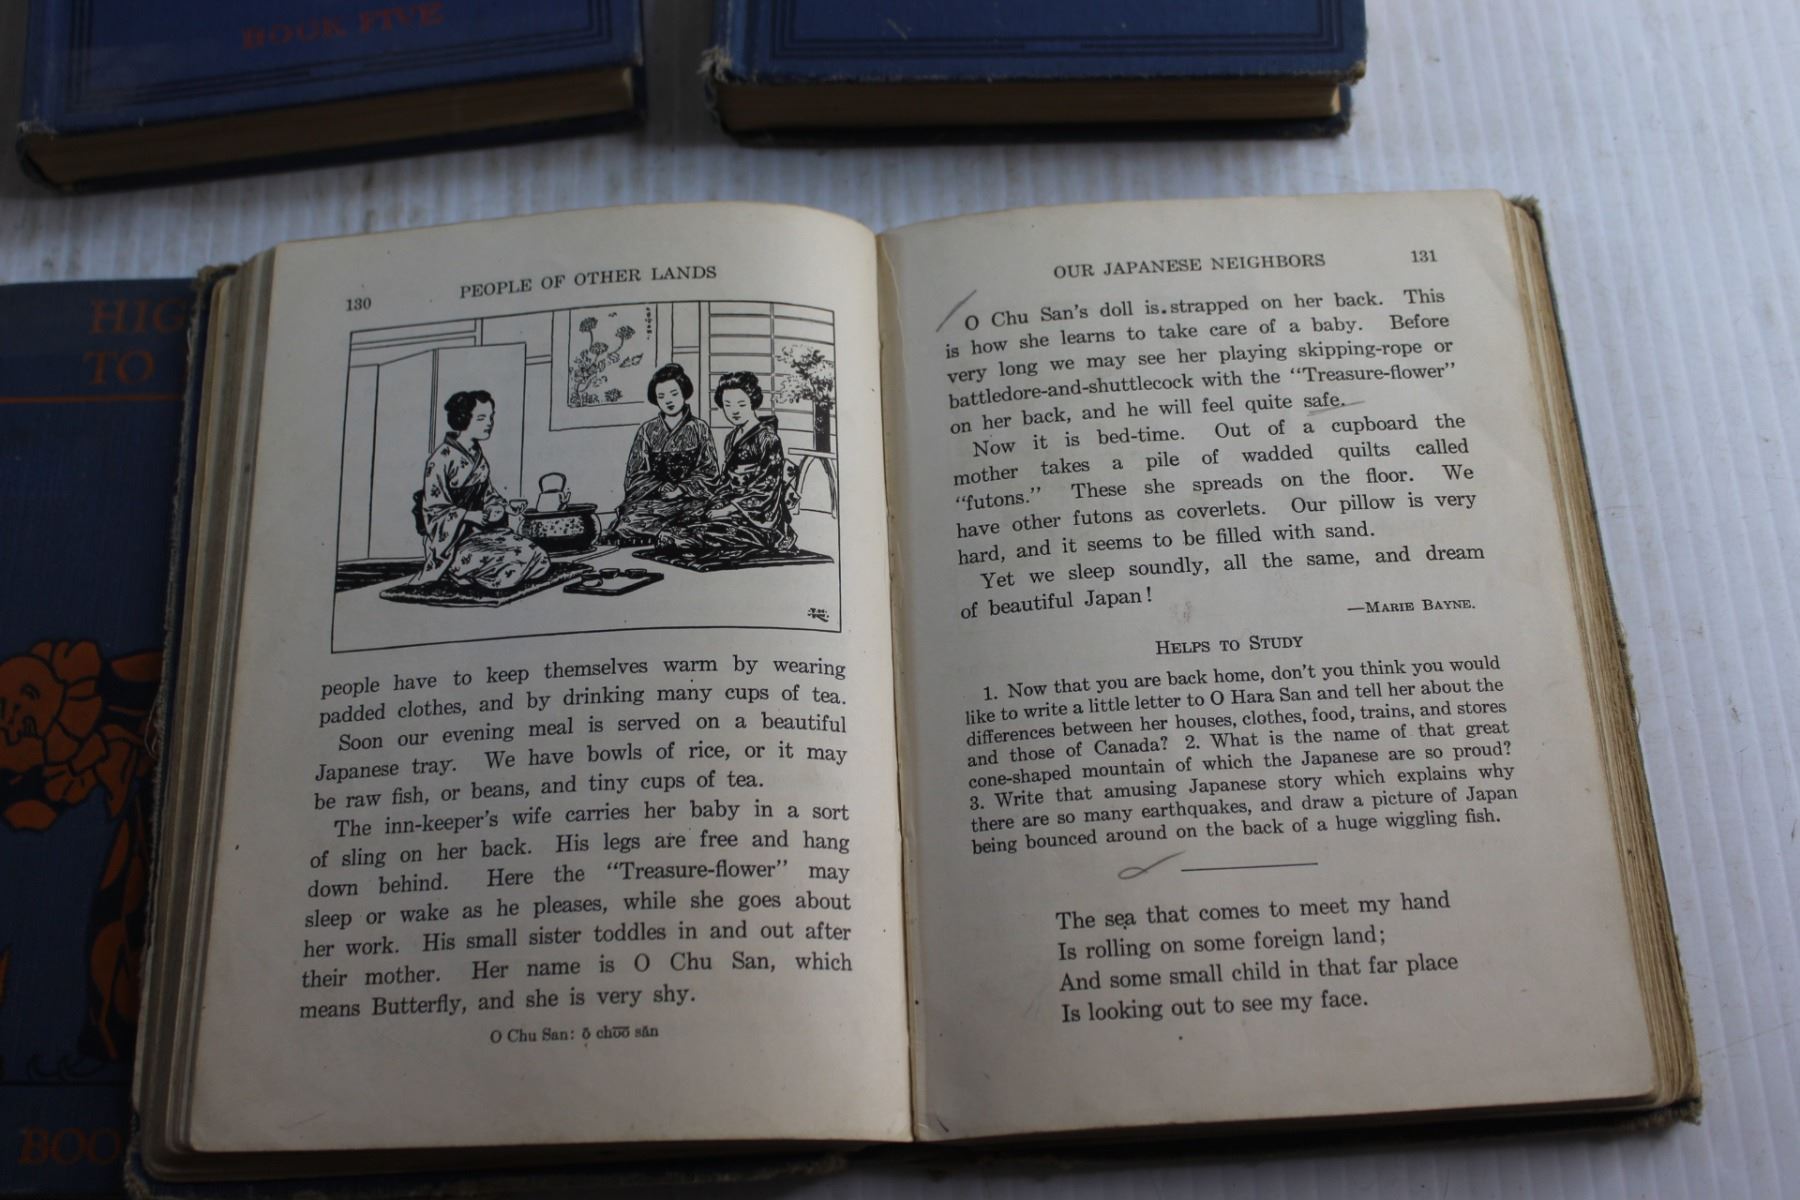 BOOK FIVE
HIG
TO
BOO
130
PEOPLE OF OTHER LANDS
people have to keep themselves warm by wearing
padded clothes, and by drinking many cups of tea.
Soon our evening meal is served on a beautiful
Japanese tray. We have bowls of rice, or it may
be raw fish, or beans, and tiny cups of tea.
The inn-keeper's wife carries her baby in a sort
of sling on her back. His legs are free and hang
down behind. Here the "Treasure-flower" may
sleep or wake as he pleases, while she goes about
her work. His small sister toddles in and out after
their mother. Her name is O Chu San, which
means Butterfly, and she is very shy.
O Chu San: ō cho͞o sän
OUR JAPANESE NEIGHBORS
131
O Chu San's doll is strapped on her back. This
is how she learns to take care of a baby. Before
very long we may see her playing skipping-rope or
battledore-and-shuttlecock with the "Treasure-flower"
on her back, and he will feel quite safe.
Now it is bed-time. Out of a cupboard the
mother takes a pile of wadded quilts called
"futons." These she spreads on the floor. We
have other futons as coverlets. Our pillow is very
hard, and it seems to be filled with sand.
Yet we sleep soundly, all the same, and dream
of beautiful Japan!
—MARIE BAYNE.
HELPS TO STUDY
1. Now that you are back home, don't you think you would
like to write a little letter to O Hara San and tell her about the
differences between her houses, clothes, food, trains, and stores
and those of Canada? 2. What is the name of that great
cone-shaped mountain of which the Japanese are so proud?
3. Write that amusing Japanese story which explains why
there are so many earthquakes, and draw a picture of Japan
being bounced around on the back of a huge wiggling fish.
The sea that comes to meet my hand
Is rolling on some foreign land;
And some small child in that far place
Is looking out to see my face.